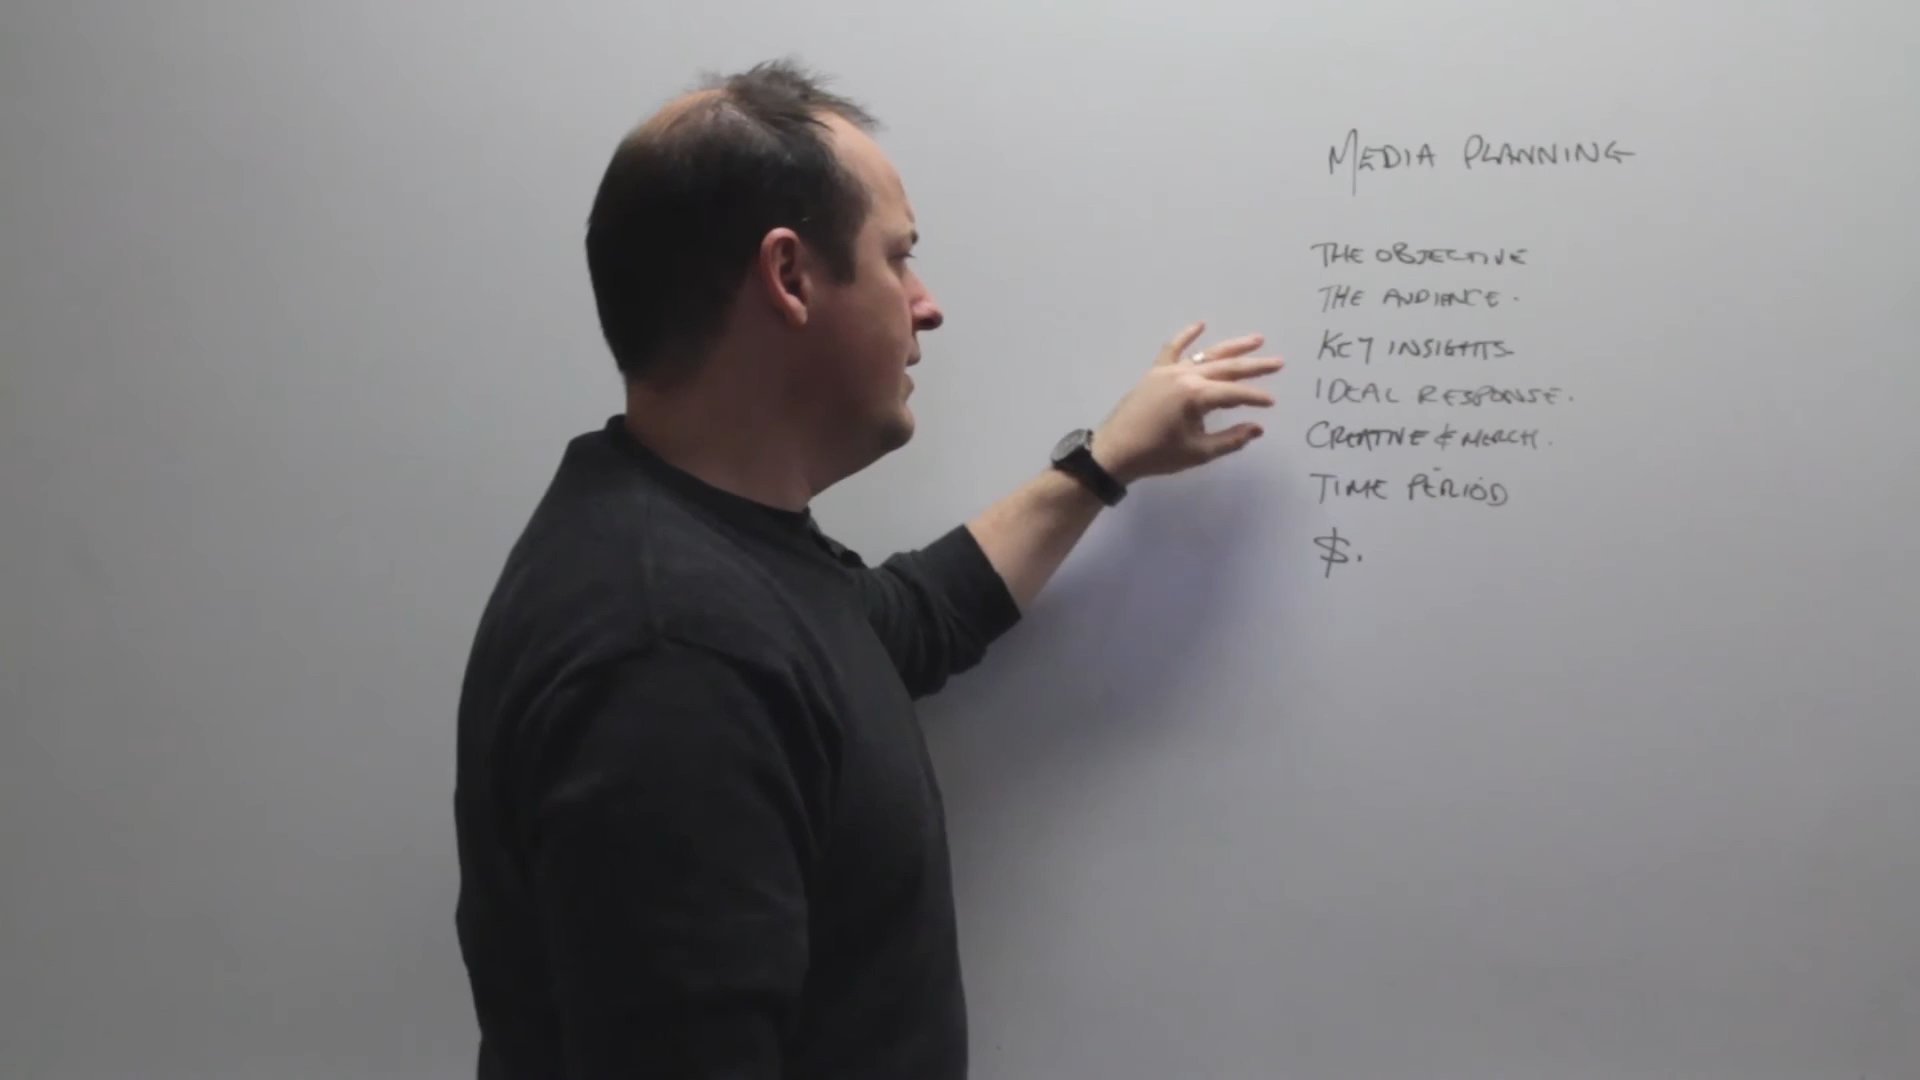 MEDIA PLANNING
THE OBJECTIVE
THE AUDIENCE.
KEY INSIGHTS
IDEAL RESPONSE.
CREATIVE & MERCH.
TIME PERIOD
$.